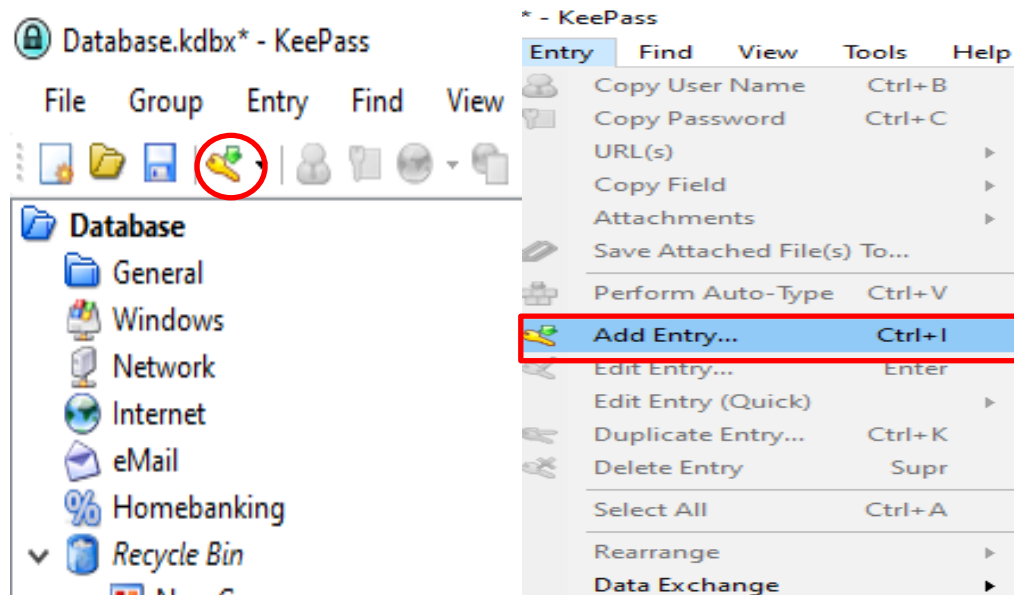 Database.kdbx* - KeePass
File Group Entry Find View
Database
General
Windows
Network
Internet
eMail
Homebanking
Recycle Bin
* - KeePass
Entry Find View Tools Help
Copy User Name Ctrl+B
Copy Password Ctrl+C
URL(s)
Copy Field
Attachments
Save Attached File(s) To...
Perform Auto-Type Ctrl+V
Add Entry... Ctrl+I
Edit Entry... Enter
Edit Entry (Quick)
Duplicate Entry... Ctrl+K
Delete Entry Supr
Select All Ctrl+A
Rearrange
Data Exchange